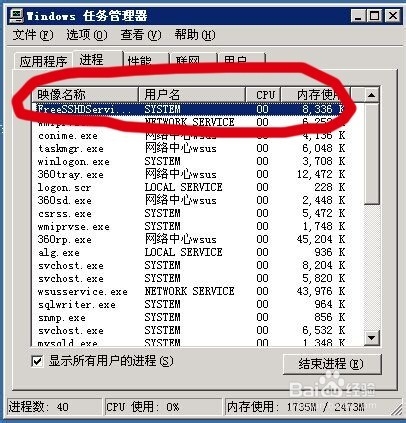 Windows 任务管理器
文件(F) 选项(O) 查看(V) 帮助(H)
应用程序 进程 性能 联网 用户
映像名称 用户名 CPU 内存使用
FreeSSHDServi... SYSTEM 00 8,336 K
NETWORK SERVICE 00 K
conime.exe 网络中心wsus 00 4,136 K
taskmgr.exe 网络中心wsus 00 6,048 K
winlogon.exe SYSTEM 00 3,708 K
360tray.exe 网络中心wsus 00 12,472 K
logon.scr LOCAL SERVICE 00 228 K
360sd.exe 网络中心wsus 00 2,448 K
csrss.exe SYSTEM 00 5,472 K
wmiprvse.exe SYSTEM 00 1,748 K
360rp.exe 网络中心wsus 00 45,204 K
alg.exe LOCAL SERVICE 00 936 K
svchost.exe SYSTEM 00 8,204 K
svchost.exe SYSTEM 00 5,820 K
wsusservice.exe NETWORK SERVICE 00 43,976 K
sqlwriter.exe SYSTEM 00 964 K
snmp.exe SYSTEM 00 856 K
svchost.exe SYSTEM 00 6,532 K
mysqld.exe SYSTEM 00 1,348 K
显示所有用户的进程(S) 结束进程(E)
Baidu 经验
进程数: 40 CPU 使用: 0% 内存使用: 1735M / 2473M